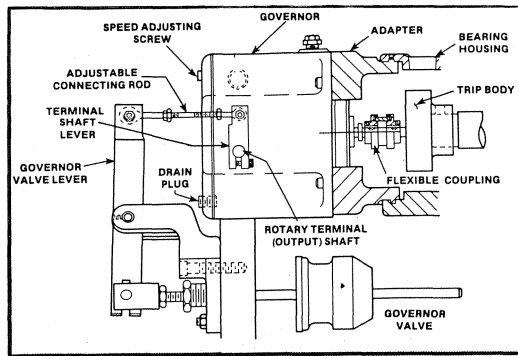 SPEED ADJUSTING
SCREW
GOVERNOR
ADAPTER
BEARING
HOUSING
ADJUSTABLE
CONNECTING ROD
TRIP BODY
TERMINAL
SHAFT
LEVER
GOVERNOR
VALVE LEVER
DRAIN
PLUG
FLEXIBLE COUPLING
ROTARY TERMINAL
(OUTPUT) SHAFT
GOVERNOR
VALVE